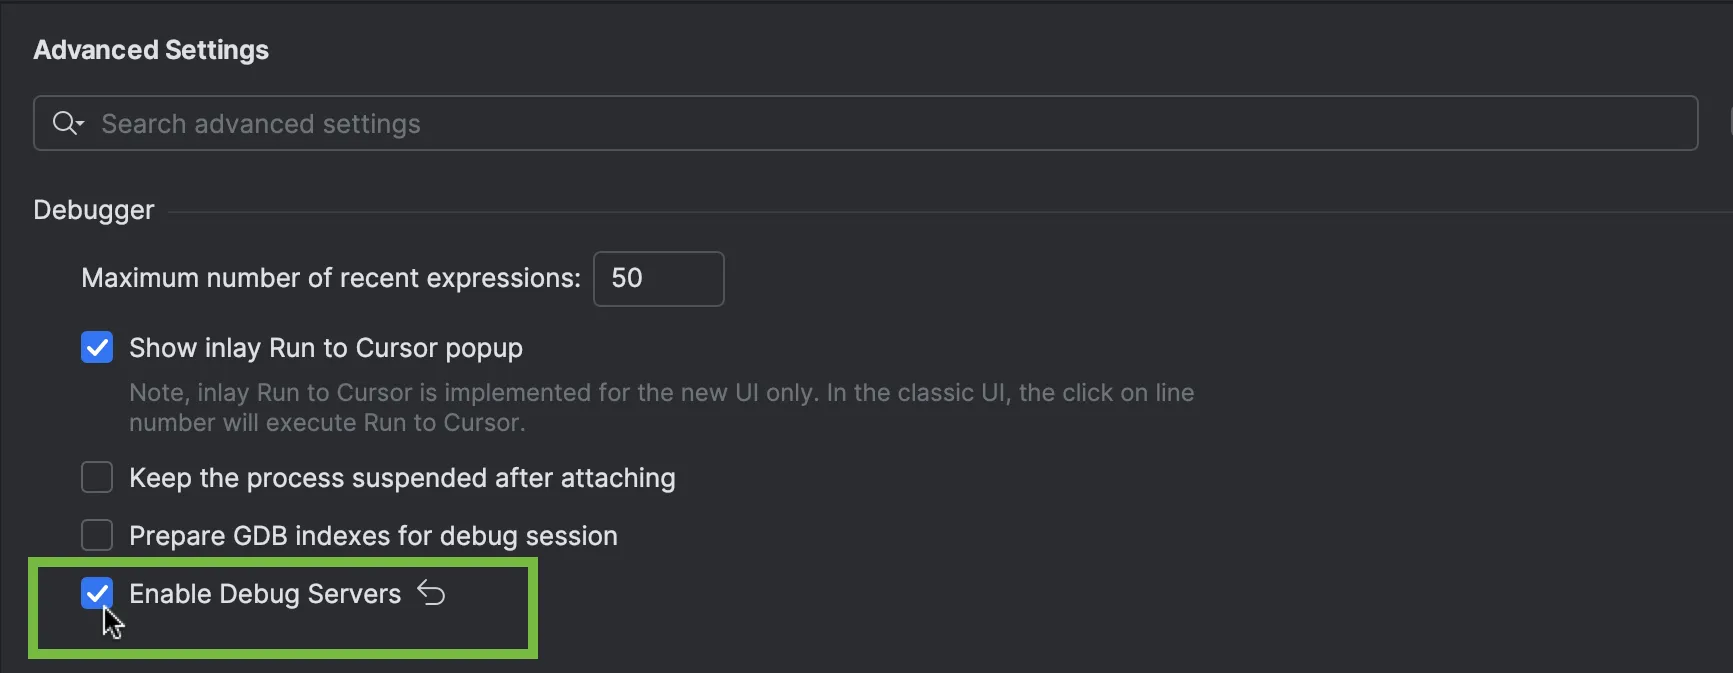 Advanced Settings
Search advanced settings
Debugger
Maximum number of recent expressions: 50
Show inlay Run to Cursor popup
Note, inlay Run to Cursor is implemented for the new UI only. In the classic UI, the click on line
number will execute Run to Cursor.
Keep the process suspended after attaching
Prepare GDB indexes for debug session
Enable Debug Servers